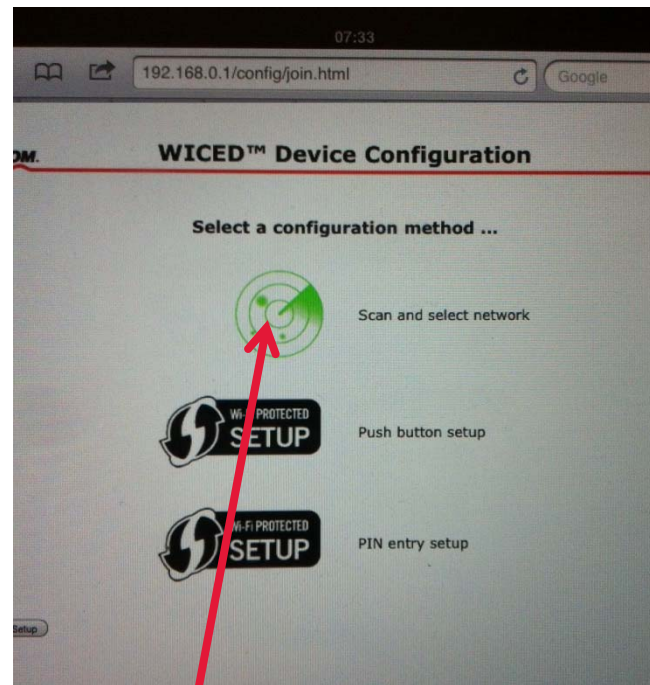 07:33
192.168.0.1/config/join.html
Google
OM.
WICED™ Device Configuration
Select a configuration method ...
Scan and select network
Wi-Fi PROTECTED
SETUP
Push button setup
Wi-Fi PROTECTED
SETUP
PIN entry setup
Setup